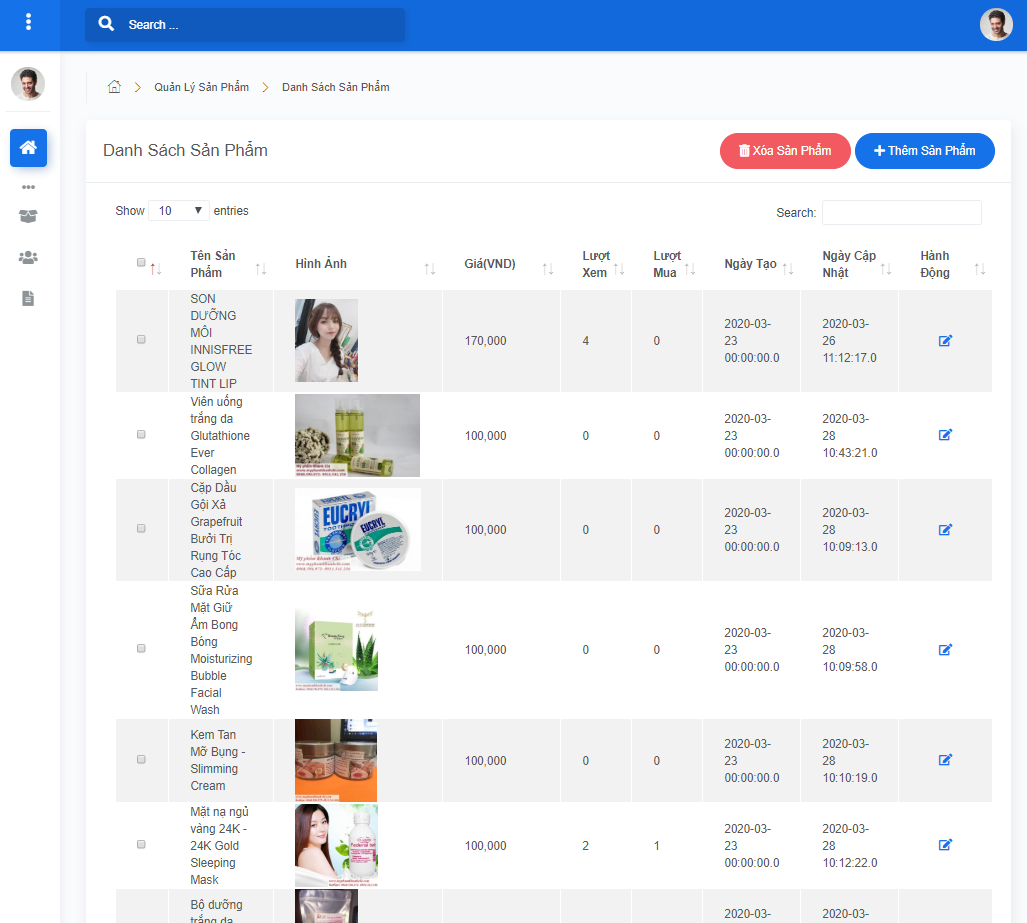 Search ...
Quản Lý Sản Phẩm
Danh Sách Sản Phẩm
Danh Sách Sản Phẩm
Xóa Sản Phẩm
Thêm Sản Phẩm
Show 10 entries
Search:
Tên Sản
Phẩm
Hình Ảnh
Giá(VND)
Lượt
Xem
Lượt
Mua
Ngày Tạo
Ngày Cập
Nhật
Hành
Động
SON
DƯỠNG
MÔI
INNISFREE
GLOW
TINT LIP
170,000
4
0
2020-03-
23
00:00:00.0
2020-03-
26
11:12:17.0
Viên uống
trắng da
Glutathione
Ever
Collagen
100,000
0
0
2020-03-
23
00:00:00.0
2020-03-
28
10:43:21.0
Cặp Dầu
Gội Xả
Grapefruit
Bưởi Trị
Rụng Tóc
Cao Cấp
EUCRYL
EUCRYL
100,000
0
0
2020-03-
23
00:00:00.0
2020-03-
28
10:09:13.0
Sữa Rửa
Mặt Giữ
Ẩm Bong
Bóng
Moisturizing
Bubble
Facial
Wash
100,000
0
0
2020-03-
23
00:00:00.0
2020-03-
28
10:09:58.0
Kem Tan
Mỡ Bụng -
Slimming
Cream
100,000
0
0
2020-03-
23
00:00:00.0
2020-03-
28
10:10:19.0
Mặt nạ ngủ
vàng 24K -
24K Gold
Sleeping
Mask
100,000
2
1
2020-03-
23
00:00:00.0
2020-03-
28
10:12:22.0
Bộ dưỡng
trắng da
2020-03-
2020-03-